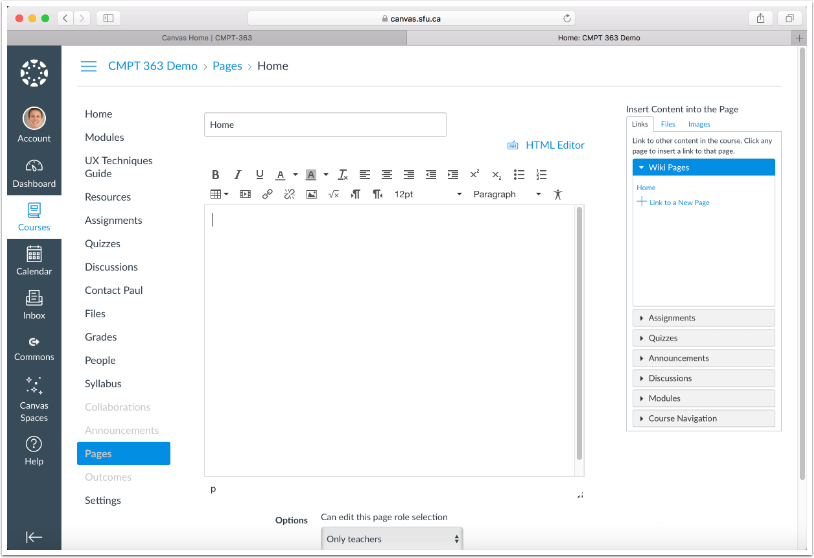 canvas.sfu.ca
Canvas Home | CMPT-363
Home: CMPT 363 Demo
CMPT 363 Demo › Pages › Home
Account
Dashboard
Courses
Calendar
Inbox
Commons
Canvas
Spaces
Help
Home
Modules
UX Techniques
Guide
Resources
Assignments
Quizzes
Discussions
Contact Paul
Files
Grades
People
Syllabus
Collaborations
Announcements
Pages
Outcomes
Settings
Home
HTML Editor
B I U A A Tx x² x₂
√x 12pt Paragraph
p
Options Can edit this page role selection
Only teachers
Insert Content into the Page
Links Files Images
Link to other content in the course. Click any
page to insert a link to that page.
Wiki Pages
Home
Link to a New Page
Assignments
Quizzes
Announcements
Discussions
Modules
Course Navigation